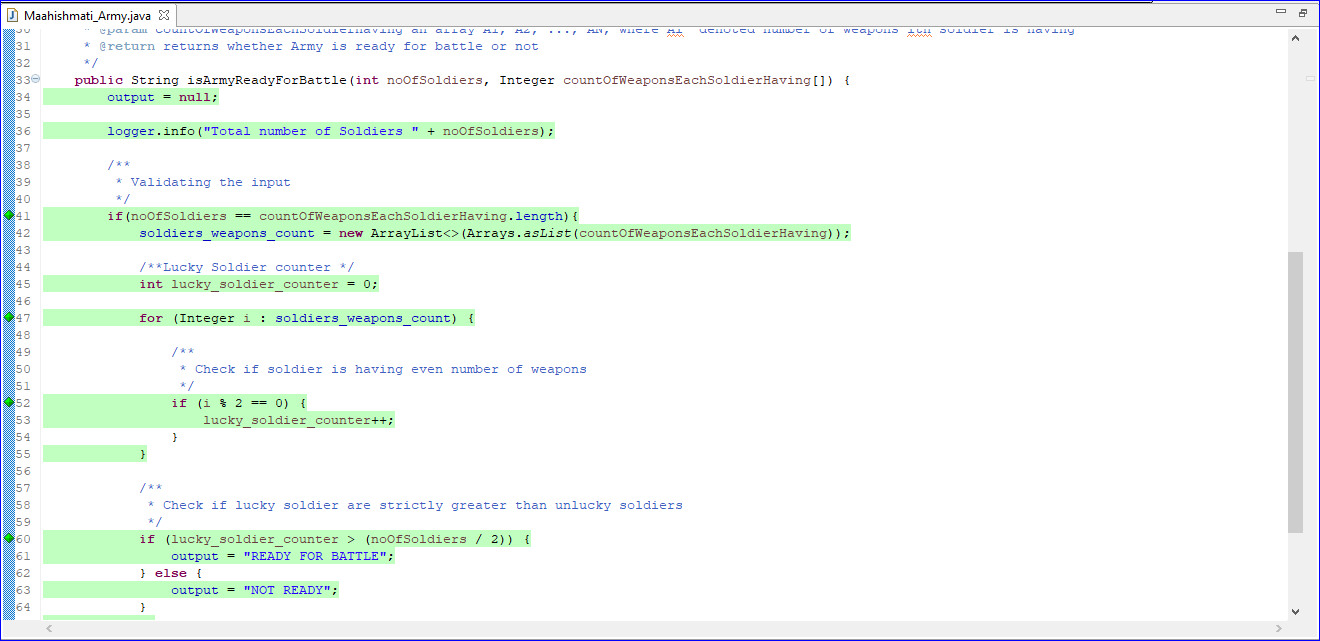 Maahishmati_Army.java
30 * @param CountOfWeaponsEachSoldierHaving an array A1, A2, ..., AN, where Ai denoted number of weapons ith soldier is having
31 * @return returns whether Army is ready for battle or not
32 */
33 public String isArmyReadyForBattle(int noOfSoldiers, Integer countOfWeaponsEachSoldierHaving[]) {
34 output = null;
35
36 logger.info("Total number of Soldiers " + noOfSoldiers);
37
38 /**
39 * Validating the input
40 */
41 if(noOfSoldiers == countOfWeaponsEachSoldierHaving.length){
42 soldiers_weapons_count = new ArrayList<>(Arrays.asList(countOfWeaponsEachSoldierHaving));
43
44 /**Lucky Soldier counter */
45 int lucky_soldier_counter = 0;
46
47 for (Integer i : soldiers_weapons_count) {
48
49 /**
50 * Check if soldier is having even number of weapons
51 */
52 if (i % 2 == 0) {
53 lucky_soldier_counter++;
54 }
55 }
56
57 /**
58 * Check if lucky soldier are strictly greater than unlucky soldiers
59 */
60 if (lucky_soldier_counter > (noOfSoldiers / 2)) {
61 output = "READY FOR BATTLE";
62 } else {
63 output = "NOT READY";
64 }